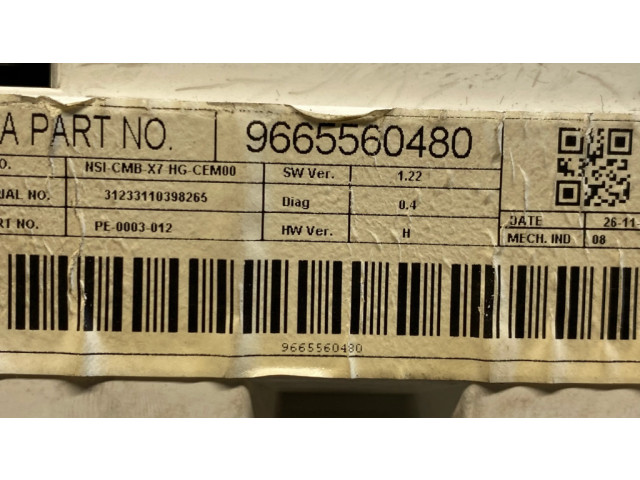 A PART NO. 9665560480
O. NSI-CMB-X7 HG-CEM00 SW Ver. 1.22
IAL NO. 31233110398265 Diag 0.4
RT NO. PE-0003-012 HW Ver. H
DATE 26-11-
MECH. IND 08
9665560480